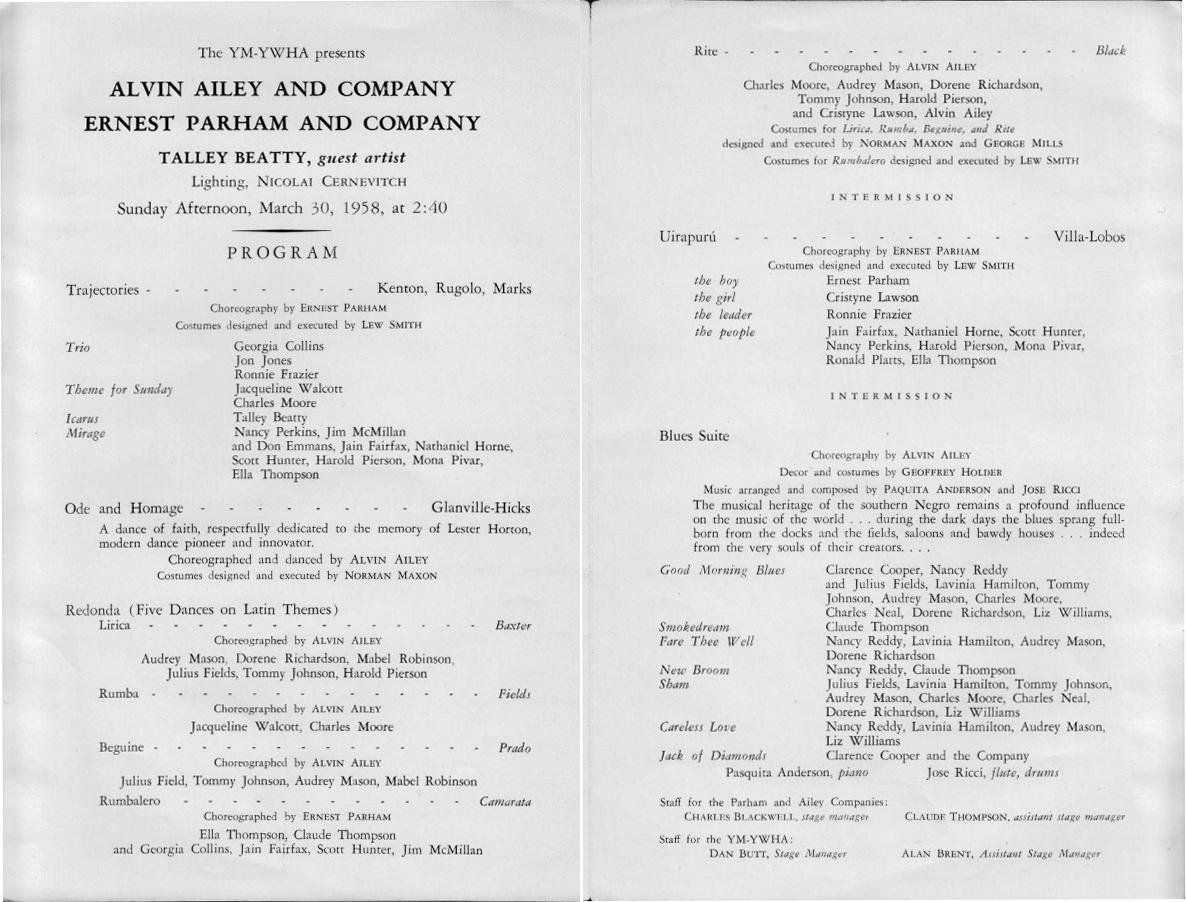 The YM-YWHA presents
ALVIN AILEY AND COMPANY
ERNEST PARHAM AND COMPANY
TALLEY BEATTY, guest artist
Lighting, NICOLAI CERNEVITCH
Sunday Afternoon, March 30, 1958, at 2:40
PROGRAM
Trajectories - - - - - - - - Kenton, Rugolo, Marks
Choreography by ERNEST PARHAM
Costumes designed and executed by LEW SMITH
Trio Georgia Collins
Jon Jones
Ronnie Frazier
Theme for Sunday Jacqueline Walcott
Charles Moore
Icarus Talley Beatty
Mirage Nancy Perkins, Jim McMillan
and Don Emmans, Jain Fairfax, Nathaniel Horne,
Scott Hunter, Harold Pierson, Mona Pivar,
Ella Thompson
Ode and Homage - - - - - - - - Glanville-Hicks
A dance of faith, respectfully dedicated to the memory of Lester Horton,
modern dance pioneer and innovator.
Choreographed and danced by ALVIN AILEY
Costumes designed and executed by NORMAN MAXON
Redonda (Five Dances on Latin Themes)
Lirica - - - - - - - - - - - - - - Baxter
Choreographed by ALVIN AILEY
Audrey Mason, Dorene Richardson, Mabel Robinson,
Julius Fields, Tommy Johnson, Harold Pierson
Rumba - - - - - - - - - - - - - - Fields
Choreographed by ALVIN AILEY
Jacqueline Walcott, Charles Moore
Beguine - - - - - - - - - - - - - - Prado
Choreographed by ALVIN AILEY
Julius Field, Tommy Johnson, Audrey Mason, Mabel Robinson
Rumbalero - - - - - - - - - - - - Camarata
Choreographed by ERNEST PARHAM
Ella Thompson, Claude Thompson
and Georgia Collins, Jain Fairfax, Scott Hunter, Jim McMillan
Rite - - - - - - - - - - - - - - - - Black
Choreographed by ALVIN AILEY
Charles Moore, Audrey Mason, Dorene Richardson,
Tommy Johnson, Harold Pierson,
and Cristyne Lawson, Alvin Ailey
Costumes for Lirica, Rumba, Beguine, and Rite
designed and executed by NORMAN MAXON and GEORGE MILLS
Costumes for Rumbalero designed and executed by LEW SMITH
INTERMISSION
Uirapurú - - - - - - - - - - - - - Villa-Lobos
Choreography by ERNEST PARHAM
Costumes designed and executed by LEW SMITH
the boy Ernest Parham
the girl Cristyne Lawson
the leader Ronnie Frazier
the people Jain Fairfax, Nathaniel Horne, Scott Hunter,
Nancy Perkins, Harold Pierson, Mona Pivar,
Ronald Platts, Ella Thompson
INTERMISSION
Blues Suite
Choreography by ALVIN AILEY
Decor and costumes by GEOFFREY HOLDER
Music arranged and composed by PAQUITA ANDERSON and JOSE RICCI
The musical heritage of the southern Negro remains a profound influence
on the music of the world . . . during the dark days the blues sprang full-
born from the docks and the fields, saloons and bawdy houses . . . indeed
from the very souls of their creators. . . .
Good Morning Blues Clarence Cooper, Nancy Reddy
and Julius Fields, Lavinia Hamilton, Tommy
Johnson, Audrey Mason, Charles Moore,
Charles Neal, Dorene Richardson, Liz Williams,
Smokedream Claude Thompson
Fare Thee Well Nancy Reddy, Lavinia Hamilton, Audrey Mason,
Dorene Richardson
New Broom Nancy Reddy, Claude Thompson
Sham Julius Fields, Lavinia Hamilton, Tommy Johnson,
Audrey Mason, Charles Moore, Charles Neal,
Dorene Richardson, Liz Williams
Careless Love Nancy Reddy, Lavinia Hamilton, Audrey Mason,
Liz Williams
Jack of Diamonds Clarence Cooper and the Company
Pasquita Anderson, piano Jose Ricci, flute, drums
Staff for the Parham and Ailey Companies:
CHARLES BLACKWELL, stage manager CLAUDE THOMPSON, assistant stage manager
Staff for the YM-YWHA:
DAN BUTT, Stage Manager ALAN BRENT, Assistant Stage Manager